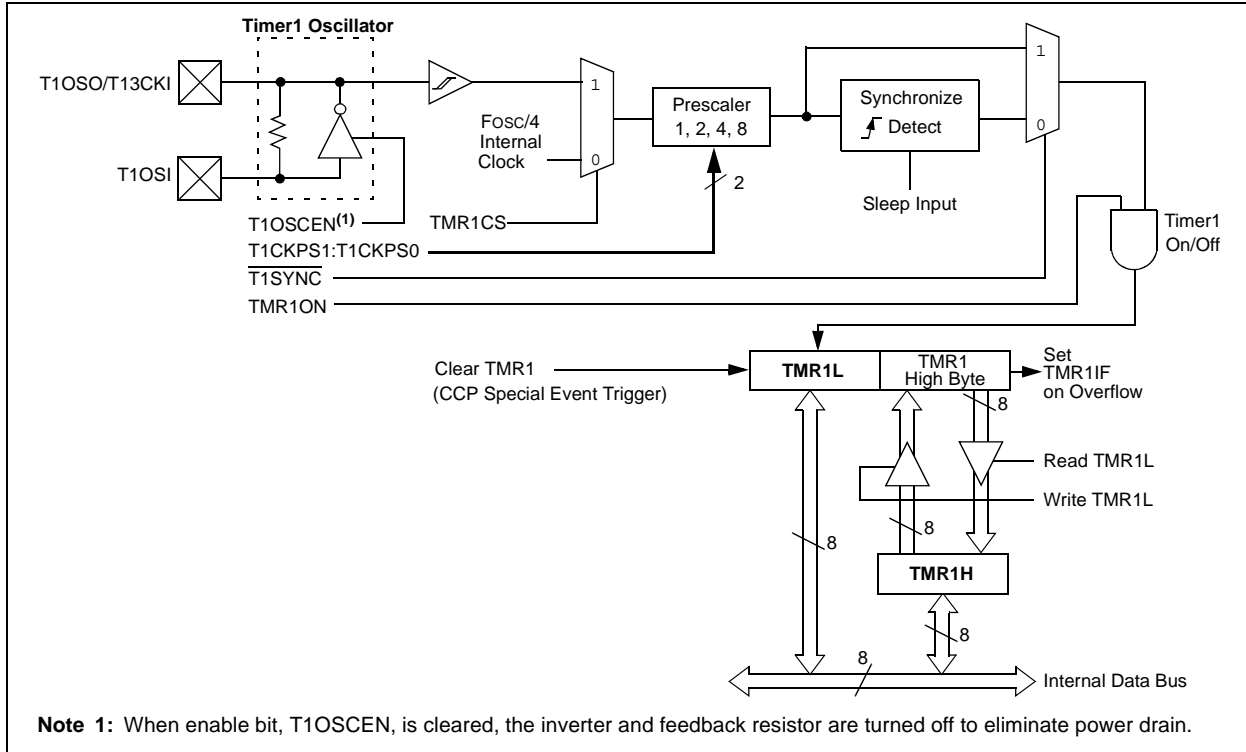 Timer1 Oscillator
T1OSO/T13CKI
T1OSI
FOSC/4
Internal
Clock
1
0
Prescaler
1, 2, 4, 8
2
Synchronize
Detect
Sleep Input
1
0
T1OSCEN(1)
TMR1CS
T1CKPS1:T1CKPS0
T1SYNC
TMR1ON
Timer1
On/Off
Clear TMR1
(CCP Special Event Trigger)
TMR1L
TMR1
High Byte
Set
TMR1IF
on Overflow
8
Read TMR1L
Write TMR1L
8
8
TMR1H
8
8
Internal Data Bus
Note 1: When enable bit, T1OSCEN, is cleared, the inverter and feedback resistor are turned off to eliminate power drain.